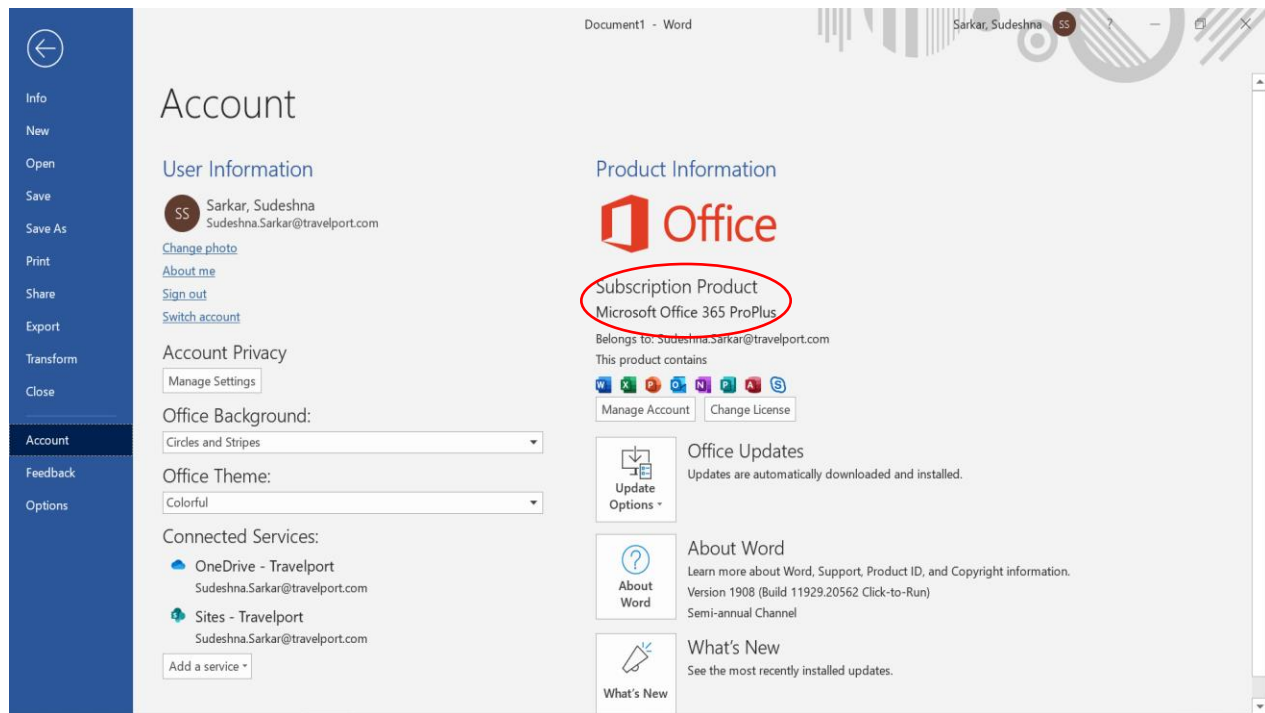 Document1 - Word
Sarkar, Sudeshna SS ?
Info
New
Open
Save
Save As
Print
Share
Export
Transform
Close
Account
Feedback
Options
Account
User Information
SS
Sarkar, Sudeshna
Sudeshna.Sarkar@travelport.com
Change photo
About me
Sign out
Switch account
Account Privacy
Manage Settings
Office Background:
Circles and Stripes
Office Theme:
Colorful
Connected Services:
OneDrive - Travelport
Sudeshna.Sarkar@travelport.com
Sites - Travelport
Sudeshna.Sarkar@travelport.com
Add a service
Product Information
Office
Subscription Product
Microsoft Office 365 ProPlus
Belongs to: Sudeshna.Sarkar@travelport.com
This product contains
Manage Account Change License
Update
Options
Office Updates
Updates are automatically downloaded and installed.
About
Word
About Word
Learn more about Word, Support, Product ID, and Copyright information.
Version 1908 (Build 11929.20562 Click-to-Run)
Semi-annual Channel
What's New
What's New
See the most recently installed updates.